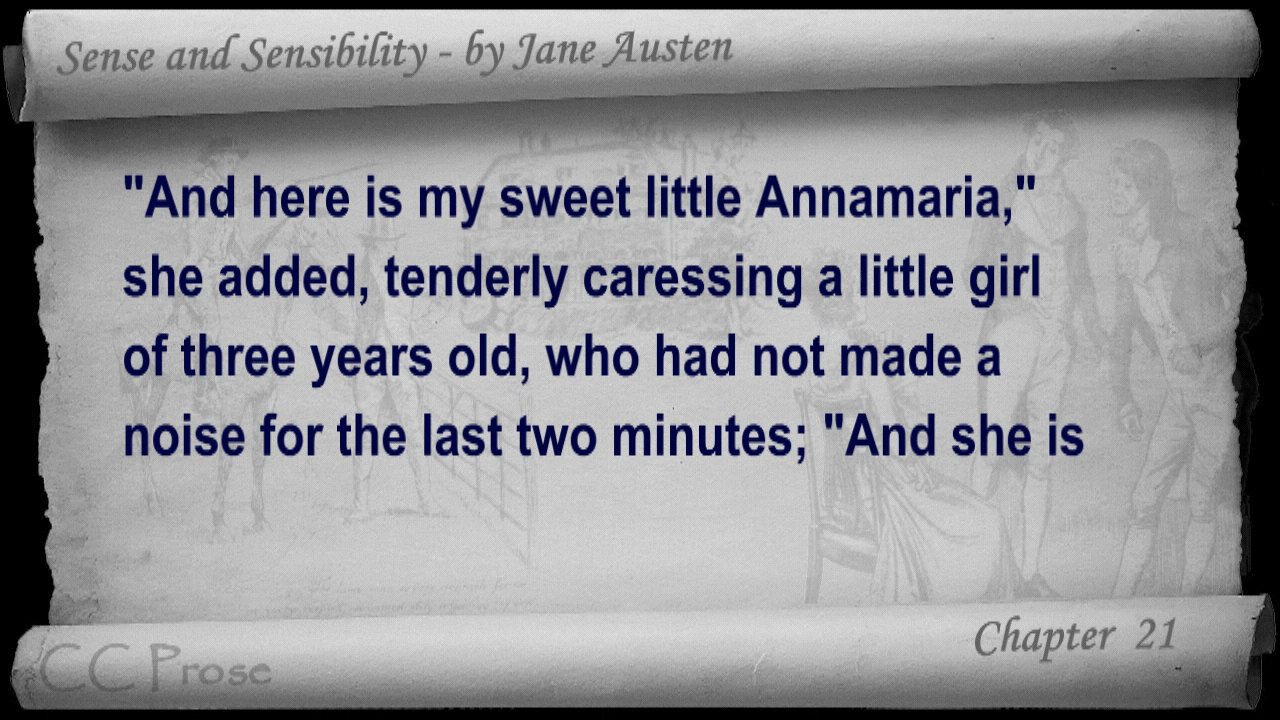 Sense and Sensibility - by Jane Austen
"And here is my sweet little Annamaria,"
she added, tenderly caressing a little girl
of three years old, who had not made a
noise for the last two minutes; "And she is
Chapter 21
CC Prose